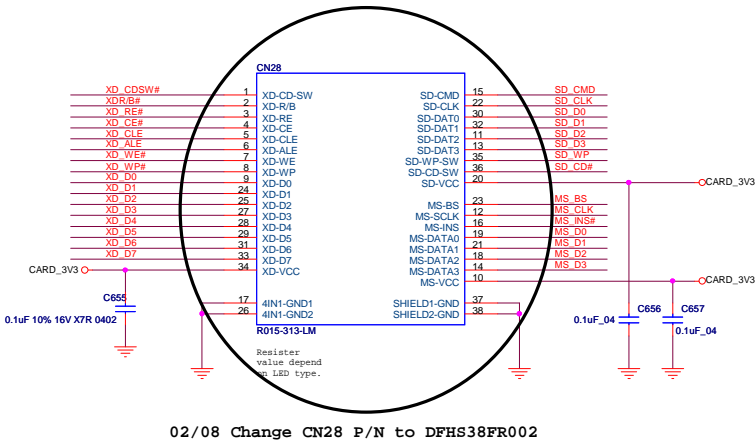 CN28
XD_CDSW# 1 XD-CD-SW SD-CMD 15 SD_CMD
XDR/B# 2 XD-R/B SD-CLK 22 SD_CLK
XD_RE# 3 XD-RE SD-DAT0 30 SD_D0
XD_CE# 4 XD-CE SD-DAT1 32 SD_D1
XD_CLE 5 XD-CLE SD-DAT2 11 SD_D2
XD_ALE 6 XD-ALE SD-DAT3 13 SD_D3
XD_WE# 7 XD-WE SD-WP-SW 35 SD_WP
XD_WP# 8 XD-WP SD-CD-SW 36 SD_CD#
XD_D0 9 XD-D0 SD-VCC 20 CARD_3V3
XD_D1 24 XD-D1
XD_D2 25 XD-D2 MS-BS 23 MS_BS
XD_D3 27 XD-D3 MS-SCLK 12 MS_CLK
XD_D4 28 XD-D4 MS-INS 16 MS_INS#
XD_D5 29 XD-D5 MS-DATA0 19 MS_D0
XD_D6 31 XD-D6 MS-DATA1 21 MS_D1
XD_D7 33 XD-D7 MS-DATA2 18 MS_D2
CARD_3V3 34 XD-VCC MS-DATA3 14 MS_D3
MS-VCC 10 CARD_3V3
C655
0.1uF 10% 16V X7R 0402
17 4IN1-GND1 SHIELD1-GND 37
26 4IN1-GND2 SHIELD2-GND 38
C656
0.1uF_04
C657
0.1uF_04
R015-313-LM
Resister
value depend
on LED type.
02/08 Change CN28 P/N to DFHS38FR002